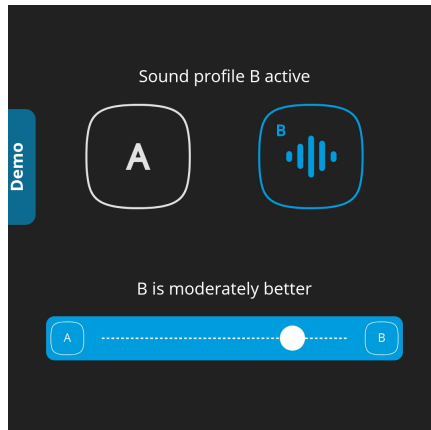 Sound profile B active
Demo
A
B
B is moderately better
A
B